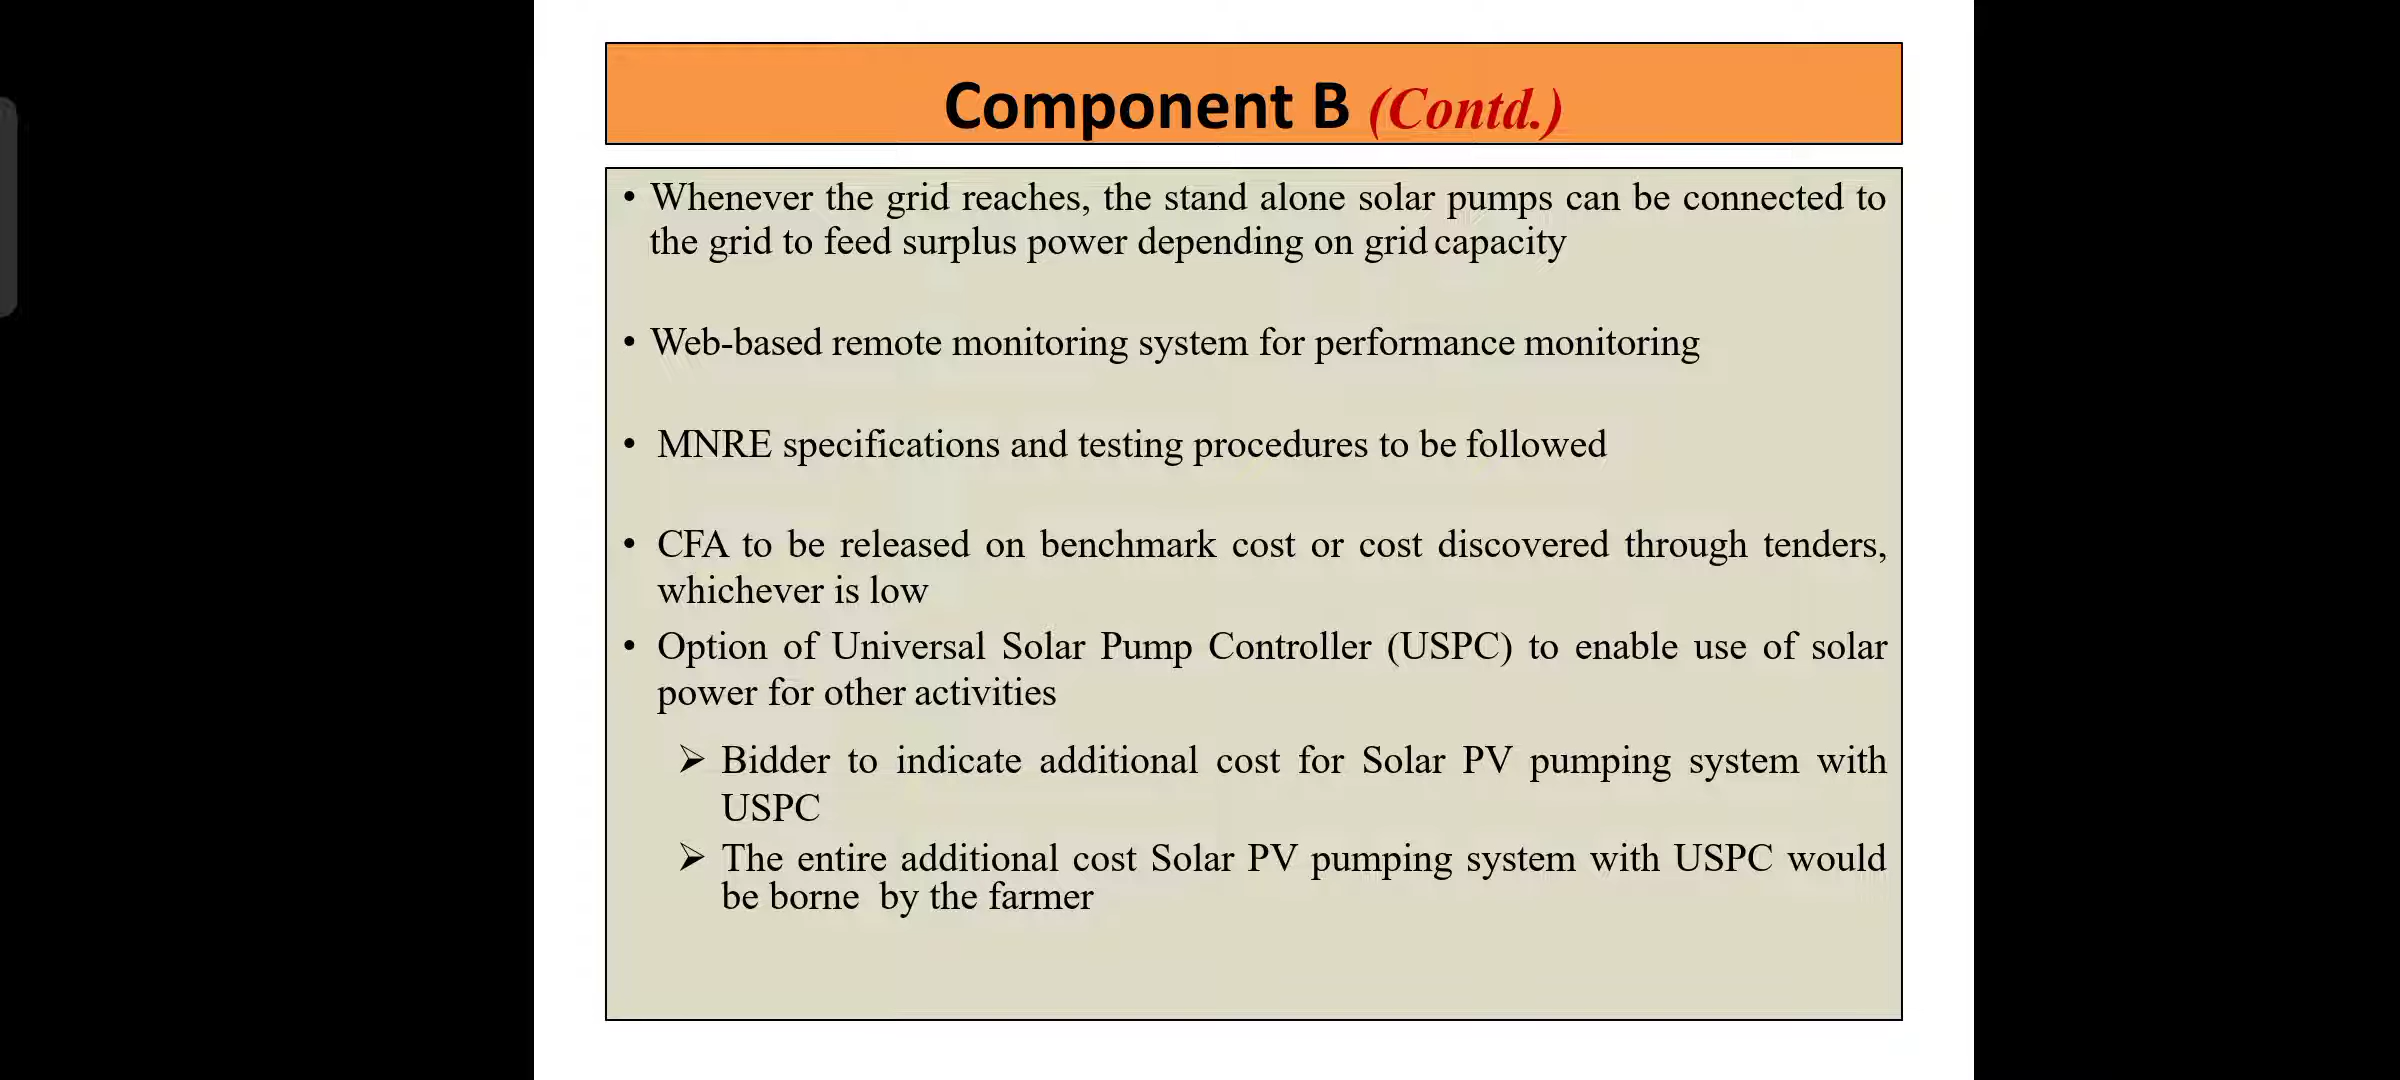 Component B (Contd.)
• Whenever the grid reaches, the stand alone solar pumps can be connected to
the grid to feed surplus power depending on grid capacity
• Web-based remote monitoring system for performance monitoring
• MNRE specifications and testing procedures to be followed
• CFA to be released on benchmark cost or cost discovered through tenders,
whichever is low
• Option of Universal Solar Pump Controller (USPC) to enable use of solar
power for other activities
➢ Bidder to indicate additional cost for Solar PV pumping system with
USPC
➢ The entire additional cost Solar PV pumping system with USPC would
be borne by the farmer